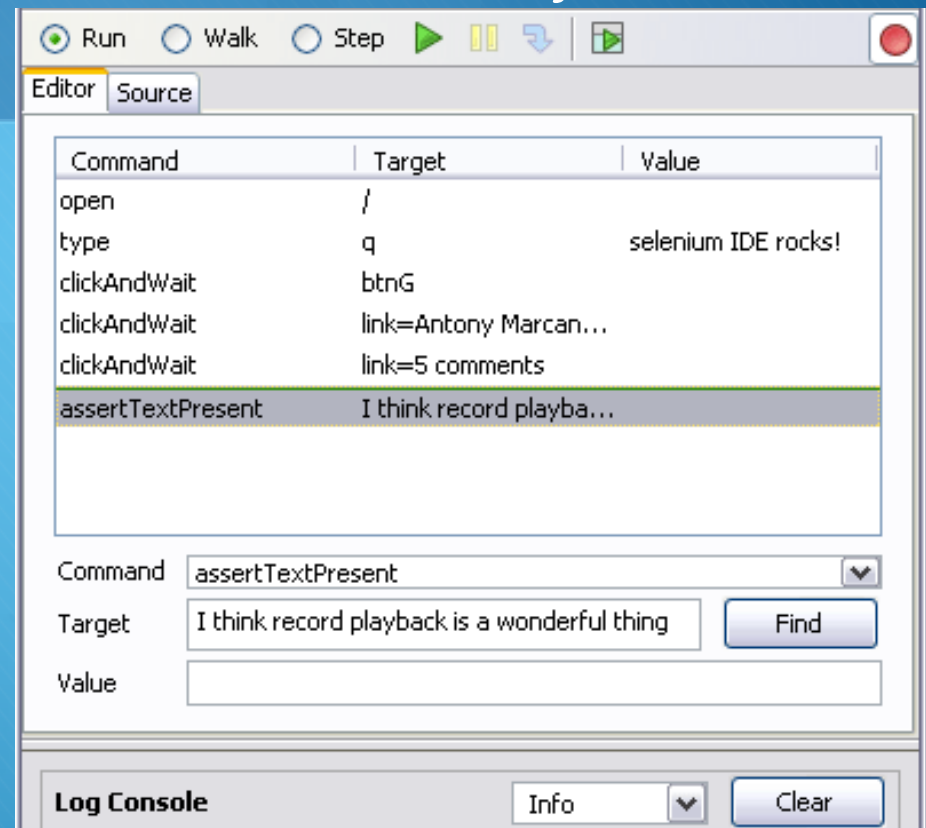 Run Walk Step
Editor Source
Command Target Value
open /
type q selenium IDE rocks!
clickAndWait btnG
clickAndWait link=Antony Marcan...
clickAndWait link=5 comments
assertTextPresent I think record playba...
Command assertTextPresent
Target I think record playback is a wonderful thing Find
Value
Log Console Info Clear